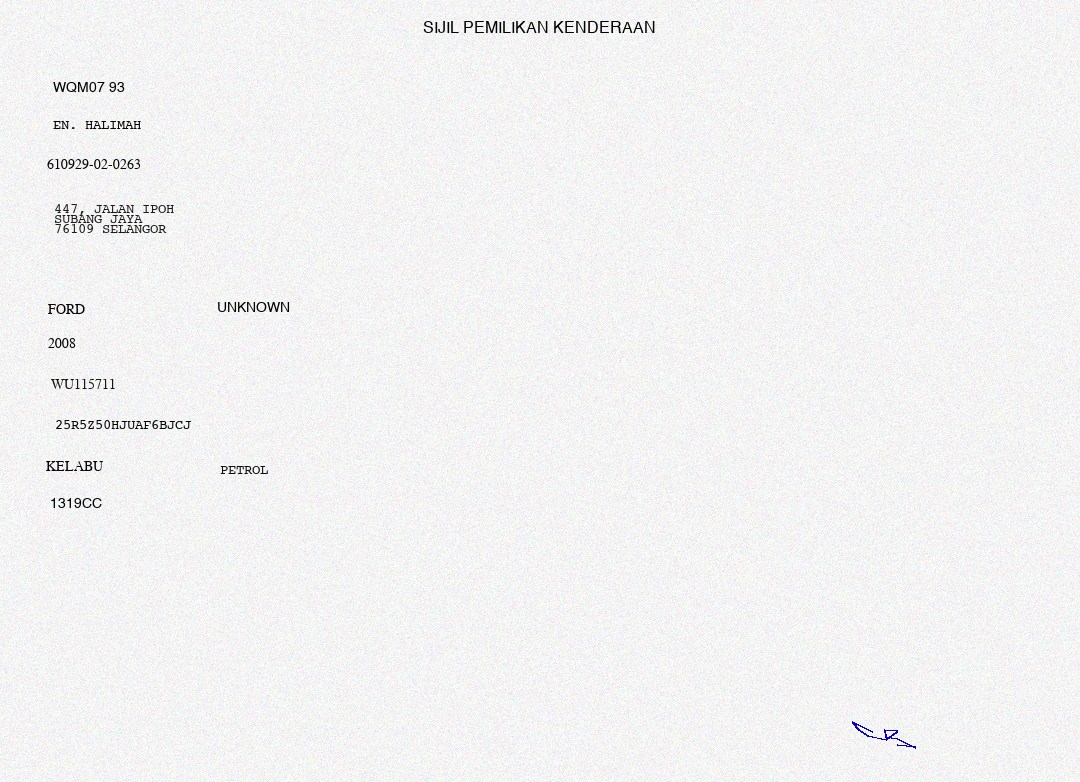 SIJIL PEMILIKAN KENDERAAN
WQM07 93
EN. HALIMAH
610929-02-0263
447, JALAN IPOH
SUBANG JAYA
76109 SELANGOR
FORD UNKNOWN
2008
WU115711
25R5Z50HJUAF6BJCJ
KELABU PETROL
1319CC